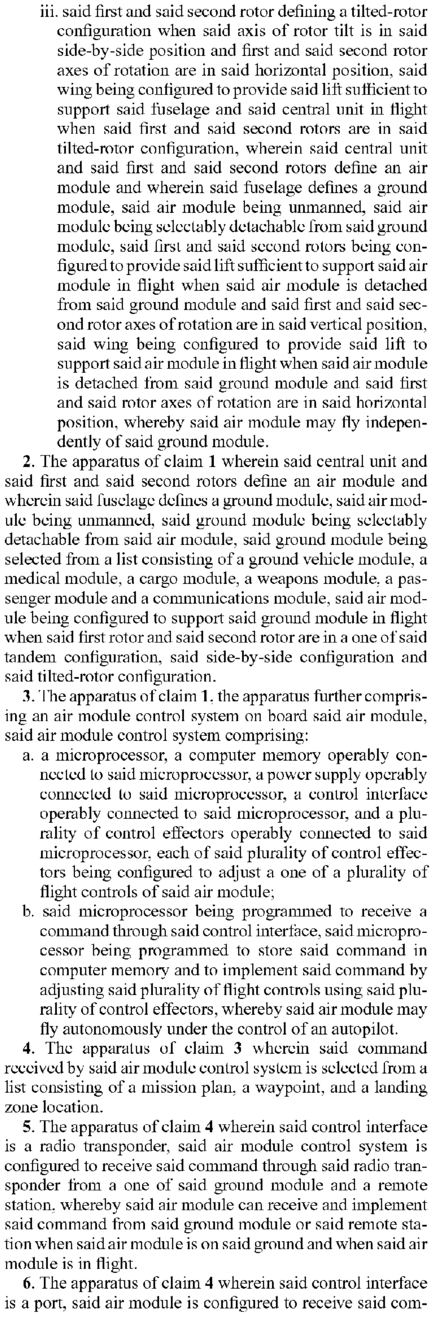 iii. said first and said second rotor defining a tilted-rotor
configuration when said axis of rotor tilt is in said
side-by-side position and first and said second rotor
axes of rotation are in said horizontal position, said
wing being configured to provide said lift sufficient to
support said fuselage and said central unit in flight
when said first and said second rotors are in said
tilted-rotor configuration, wherein said central unit
and said first and said second rotors define an air
module and wherein said fuselage defines a ground
module, said air module being unmanned, said air
module being selectably detachable from said ground
module, said first and said second rotors being con-
figured to provide said lift sufficient to support said air
module in flight when said air module is detached
from said ground module and said first and said sec-
ond rotor axes of rotation are in said vertical position,
said wing being configured to provide said lift to
support said air module in flight when said air module
is detached from said ground module and said first
and said rotor axes of rotation are in said horizontal
position, whereby said air module may fly indepen-
dently of said ground module.
2. The apparatus of claim 1 wherein said central unit and
said first and said second rotors define an air module and
wherein said fuselage defines a ground module, said air mod-
ule being unmanned, said ground module being selectably
detachable from said air module, said ground module being
selected from a list consisting of a ground vehicle module, a
medical module, a cargo module, a weapons module, a pas-
senger module and a communications module, said air mod-
ule being configured to support said ground module in flight
when said first rotor and said second rotor are in a one of said
tandem configuration, said side-by-side configuration and
said tilted-rotor configuration.
3. The apparatus of claim 1, the apparatus further compris-
ing an air module control system on board said air module,
said air module control system comprising:
a. a microprocessor, a computer memory operably con-
nected to said microprocessor, a power supply operably
connected to said microprocessor, a control interface
operably connected to said microprocessor, and a plu-
rality of control effectors operably connected to said
microprocessor, each of said plurality of control effec-
tors being configured to adjust a one of a plurality of
flight controls of said air module;
b. said microprocessor being programmed to receive a
command through said control interface, said micropro-
cessor being programmed to store said command in
computer memory and to implement said command by
adjusting said plurality of flight controls using said plu-
rality of control effectors, whereby said air module may
fly autonomously under the control of an autopilot.
4. The apparatus of claim 3 wherein said command
received by said air module control system is selected from a
list consisting of a mission plan, a waypoint, and a landing
zone location.
5. The apparatus of claim 4 wherein said control interface
is a radio transponder, said air module control system is
configured to receive said command through said radio tran-
sponder from a one of said ground module and a remote
station, whereby said air module can receive and implement
said command from said ground module or said remote sta-
tion when said air module is on said ground and when said air
module is in flight.
6. The apparatus of claim 4 wherein said control interface
is a port, said air module is configured to receive said com-